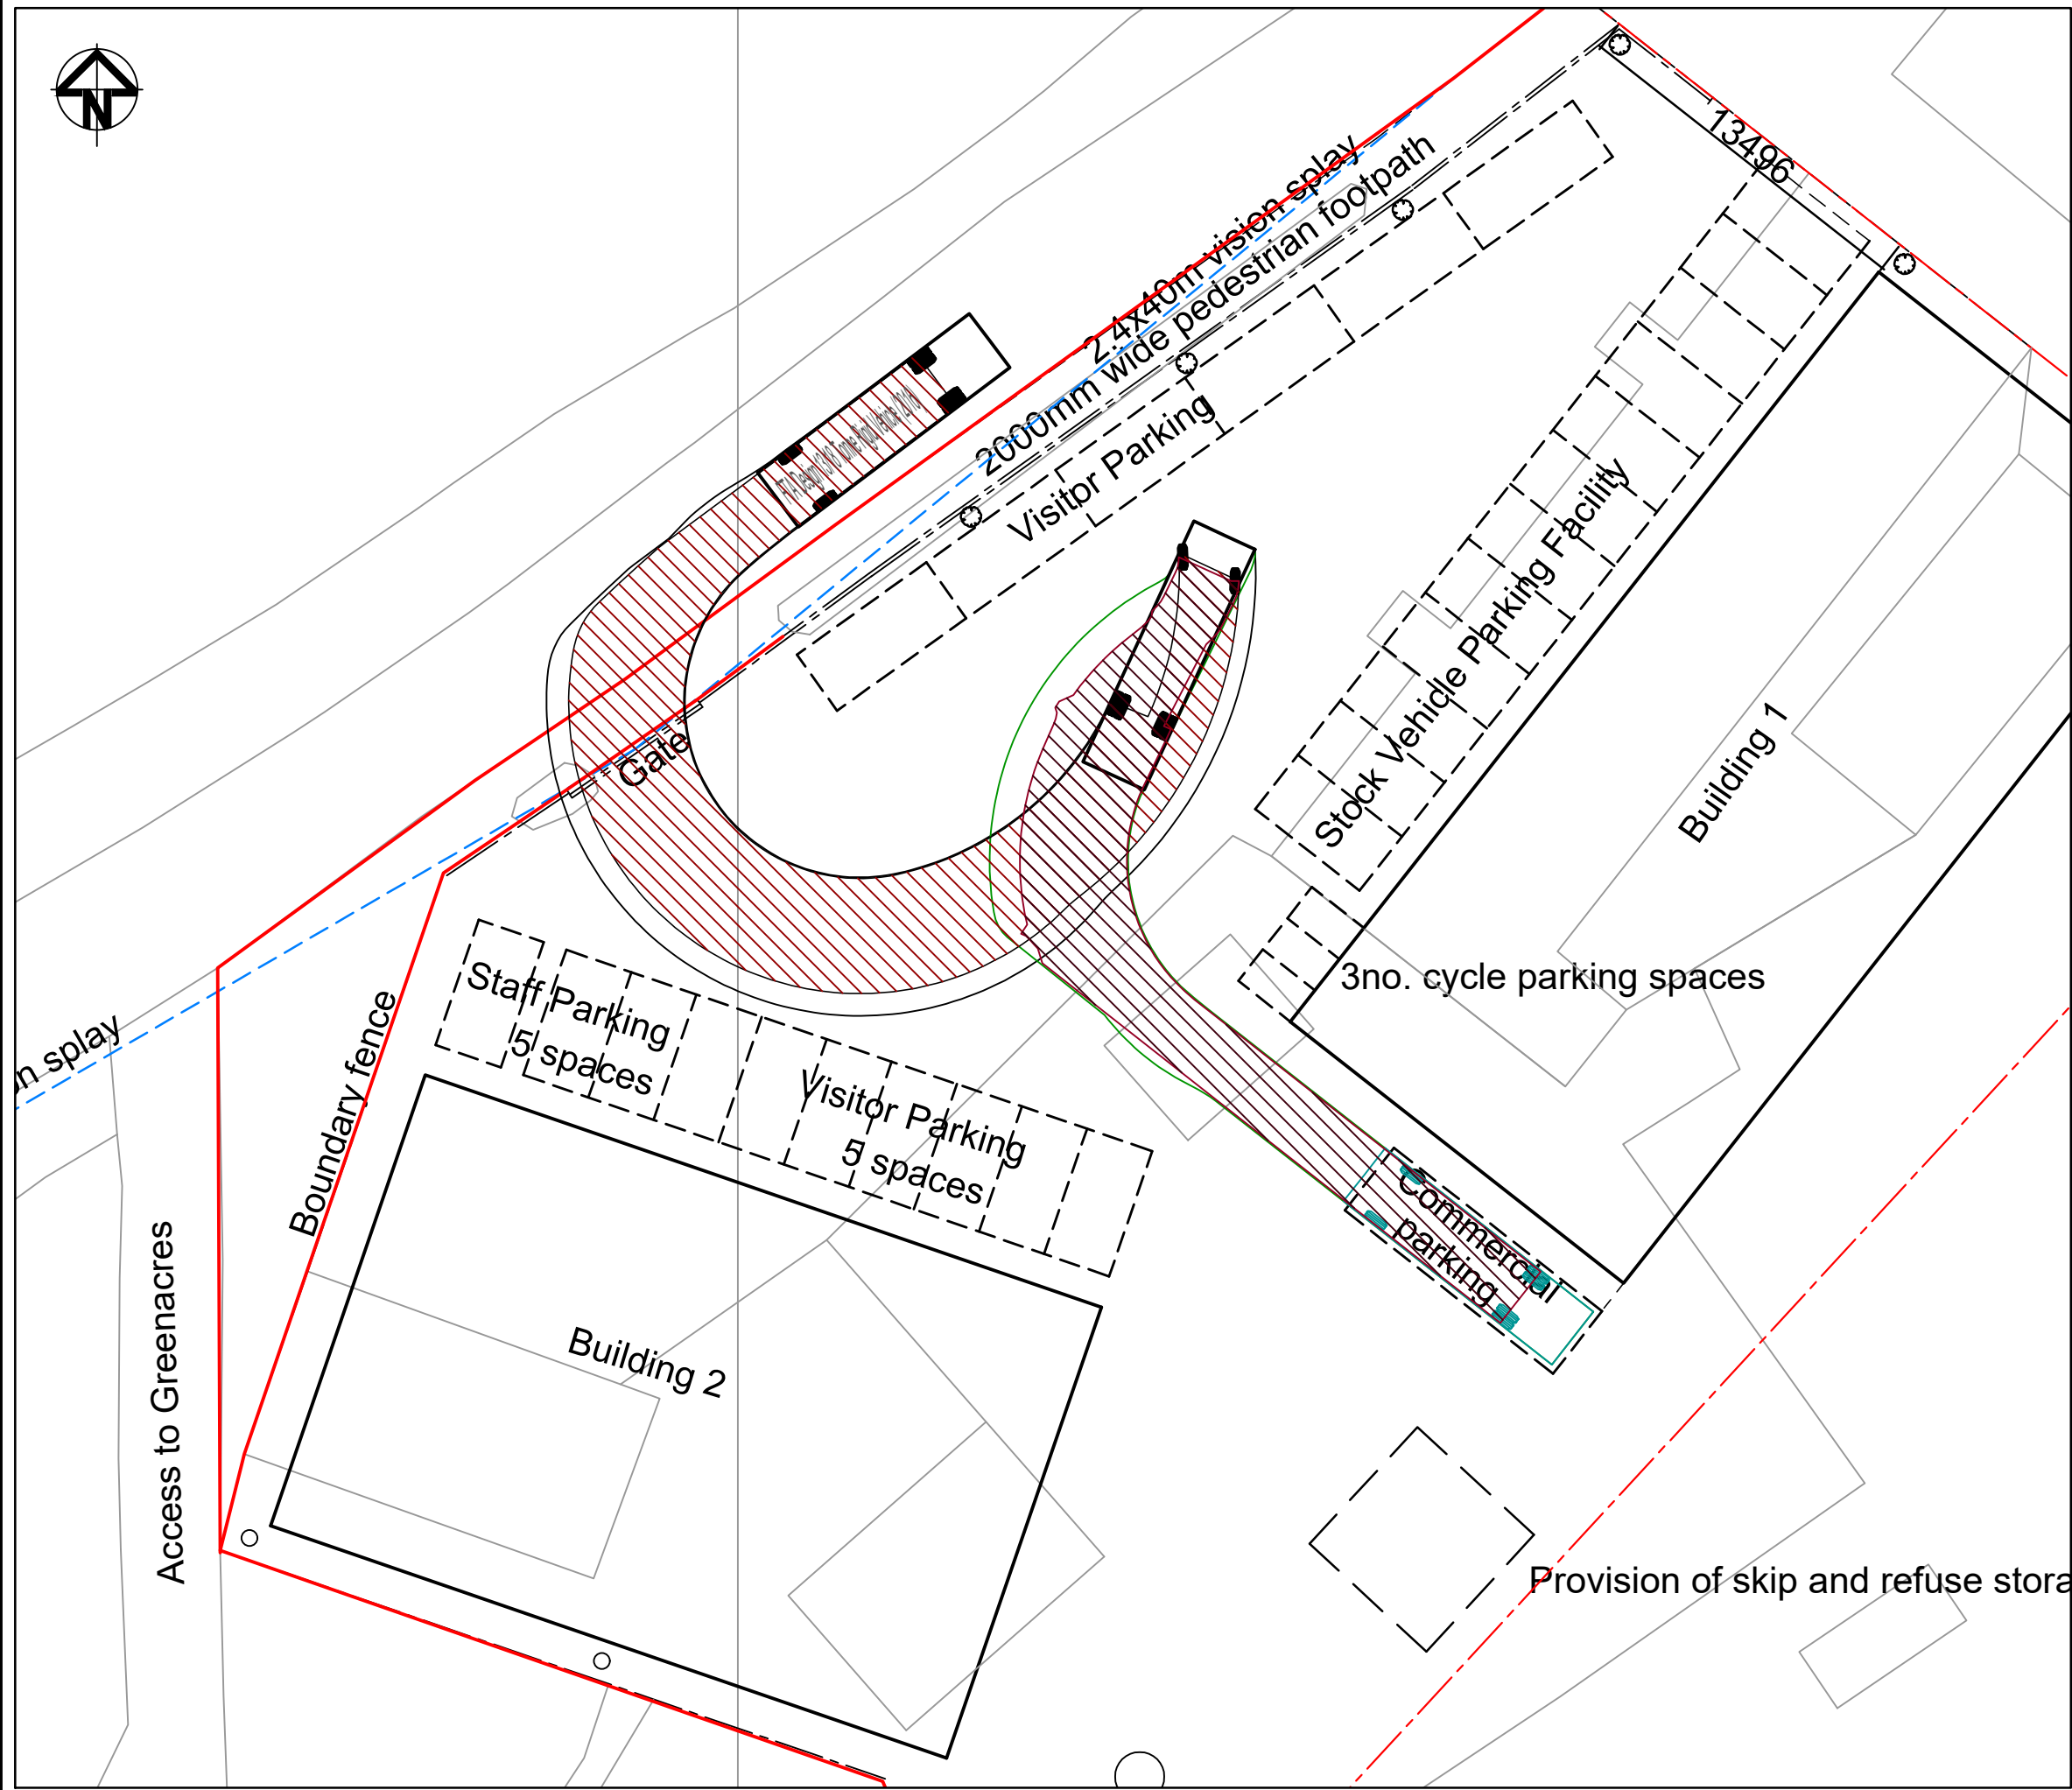 N
13496
2.4x40m vision splay
2000mm wide pedestrian footpath
Visitor Parking
Stock Vehicle Parking Facility
Building 1
Gate
3no. cycle parking spaces
Staff Parking
5 spaces
Visitor Parking
5 spaces
n splay
Boundary fence
Access to Greenacres
Building 2
Commercial
parking
Provision of skip and refuse stora